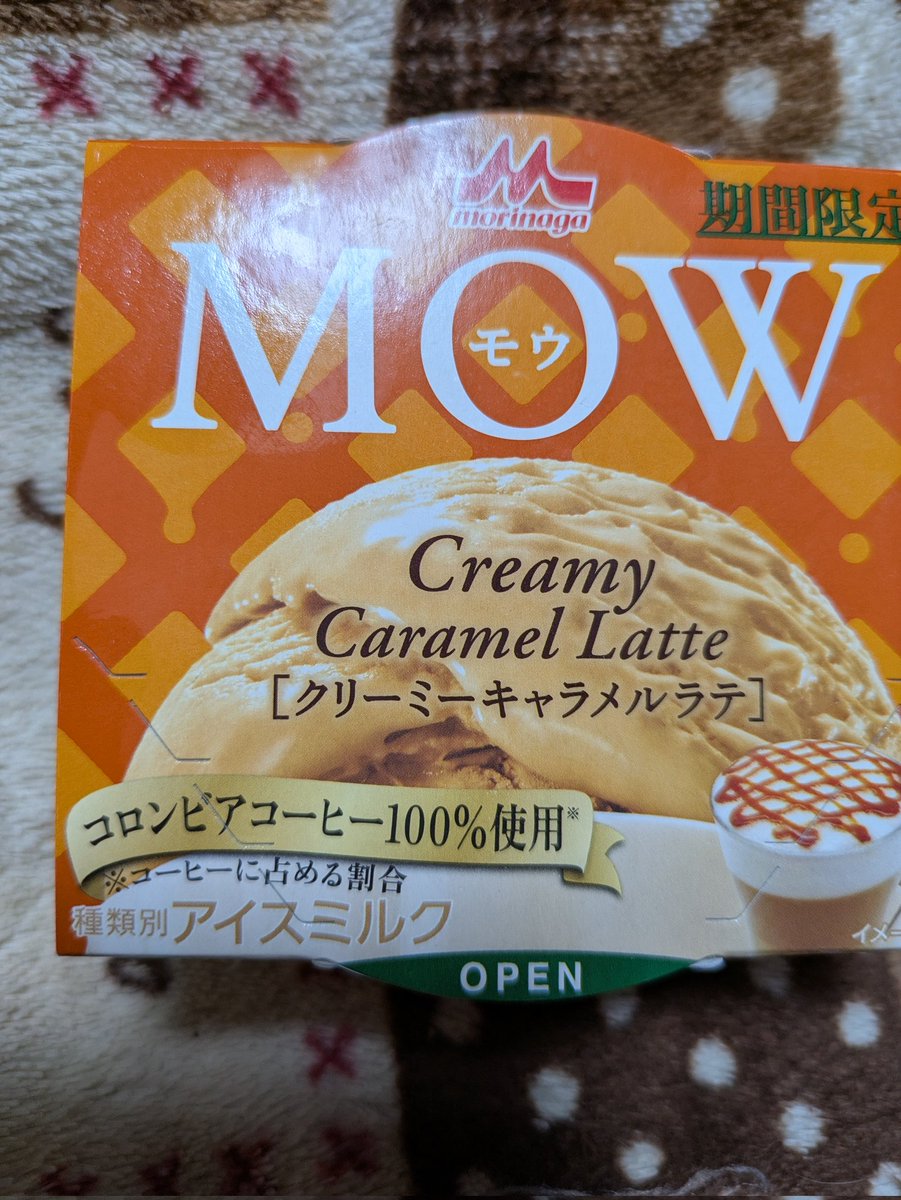 morinaga
期間限定
MOW
モウ
Creamy
Caramel Latte
[クリーミーキャラメルラテ]
コロンビアコーヒー100%使用※
※コーヒーに占める割合
種類別 アイスミルク
イメー
OPEN